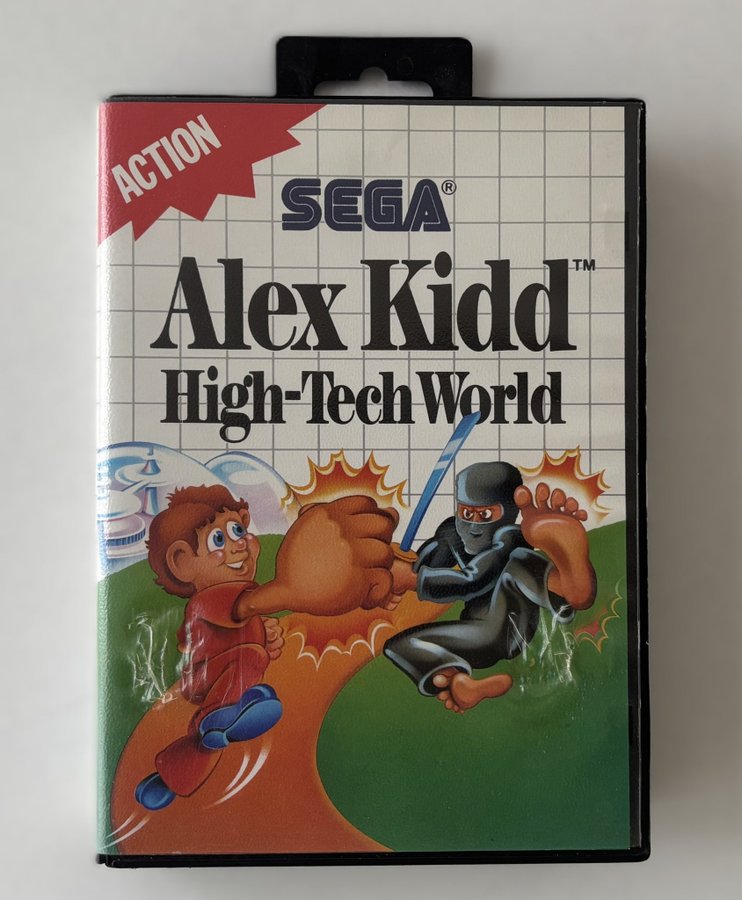 ACTION
SEGA®
Alex Kidd™
High-Tech World